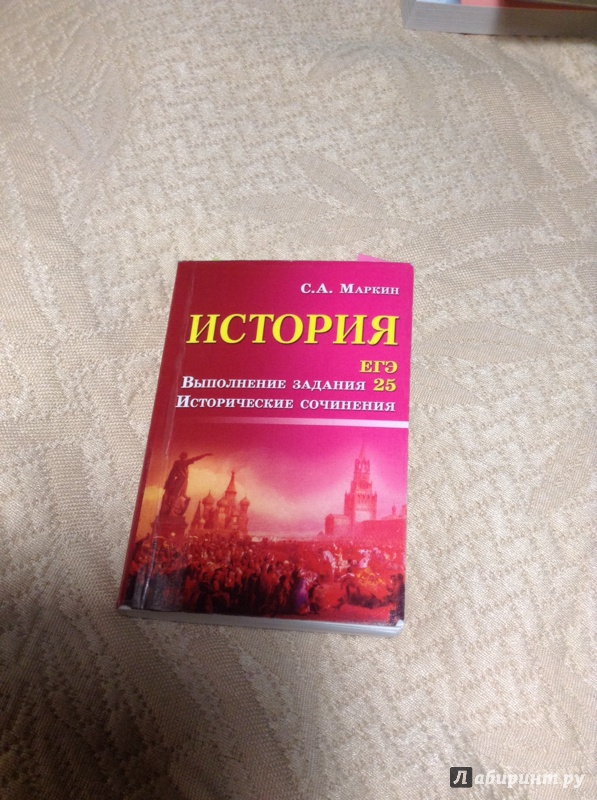 С.А. Маркин
ИСТОРИЯ
ЕГЭ
Выполнение задания 25
Исторические сочинения
Лабиринт.ру